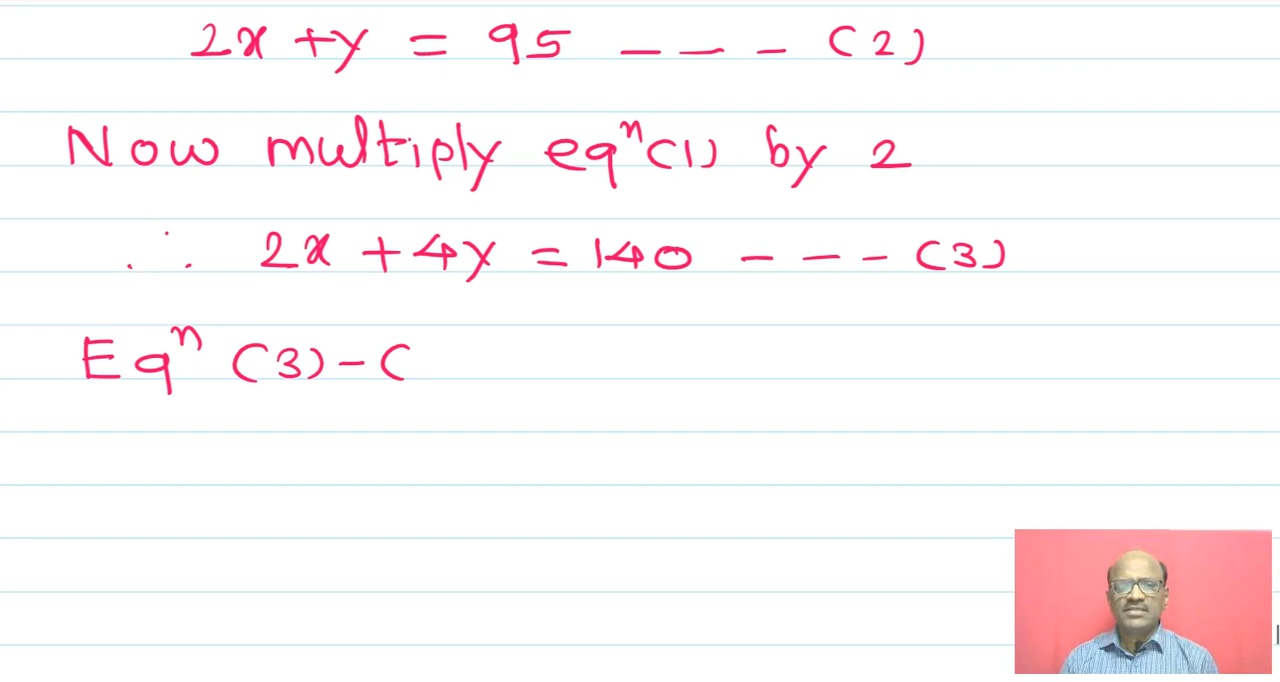 2x + y = 95 - - - (2)
Now multiply eqⁿ (1) by 2
∴ 2x + 4y = 140 - - - (3)
Eqⁿ (3) - (